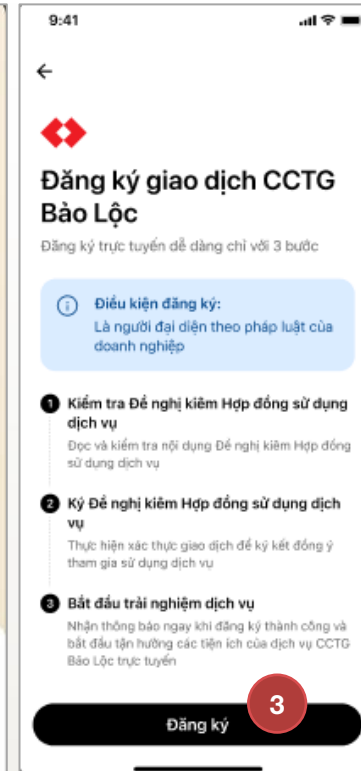 9:41
Đăng ký giao dịch CCTG
Bảo Lộc
Đăng ký trực tuyến dễ dàng chỉ với 3 bước
Điều kiện đăng ký:
Là người đại diện theo pháp luật của
doanh nghiệp
1 Kiểm tra Đề nghị kiêm Hợp đồng sử dụng
dịch vụ
Đọc và kiểm tra nội dung Đề nghị kiêm Hợp đồng
sử dụng dịch vụ
2 Ký Đề nghị kiêm Hợp đồng sử dụng dịch
vụ
Thực hiện xác thực giao dịch để ký kết đồng ý
tham gia sử dụng dịch vụ
3 Bắt đầu trải nghiệm dịch vụ
Nhận thông báo ngay khi đăng ký thành công và
bắt đầu tận hưởng các tiện ích của dịch vụ CCTG
Bảo Lộc trực tuyến
3
Đăng ký